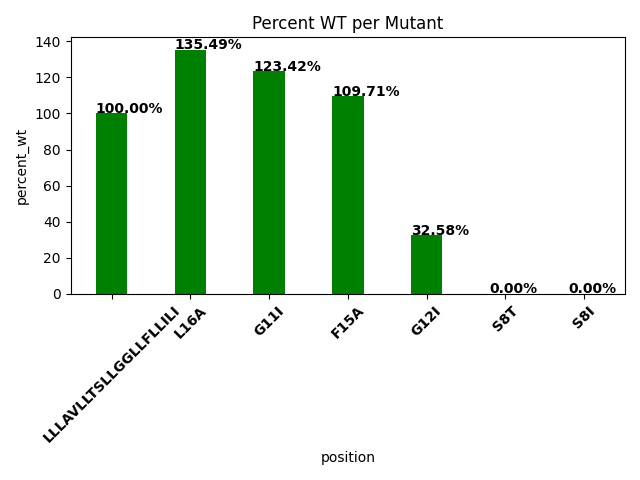 Percent WT per Mutant
percent_wt
140
120
100
80
60
40
20
0
100.00%
135.49%
123.42%
109.71%
32.58%
0.00%
0.00%
LLLAVLLTSLLGGLLFLLILI
L16A
G11I
F15A
G12I
S8T
S8I
position